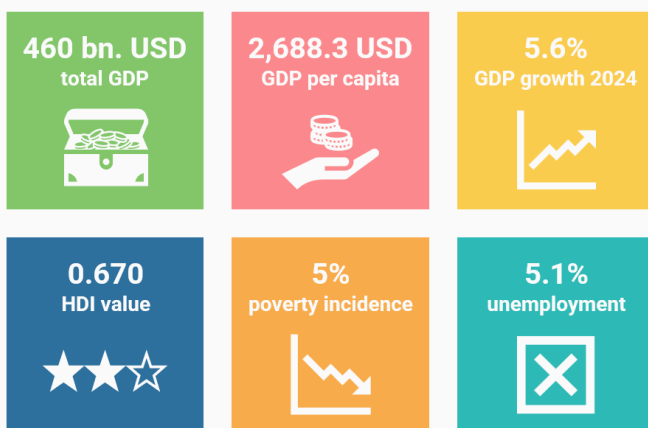 460 bn. USD
total GDP
2,688.3 USD
GDP per capita
5.6%
GDP growth 2024
0.670
HDI value
5%
poverty incidence
5.1%
unemployment